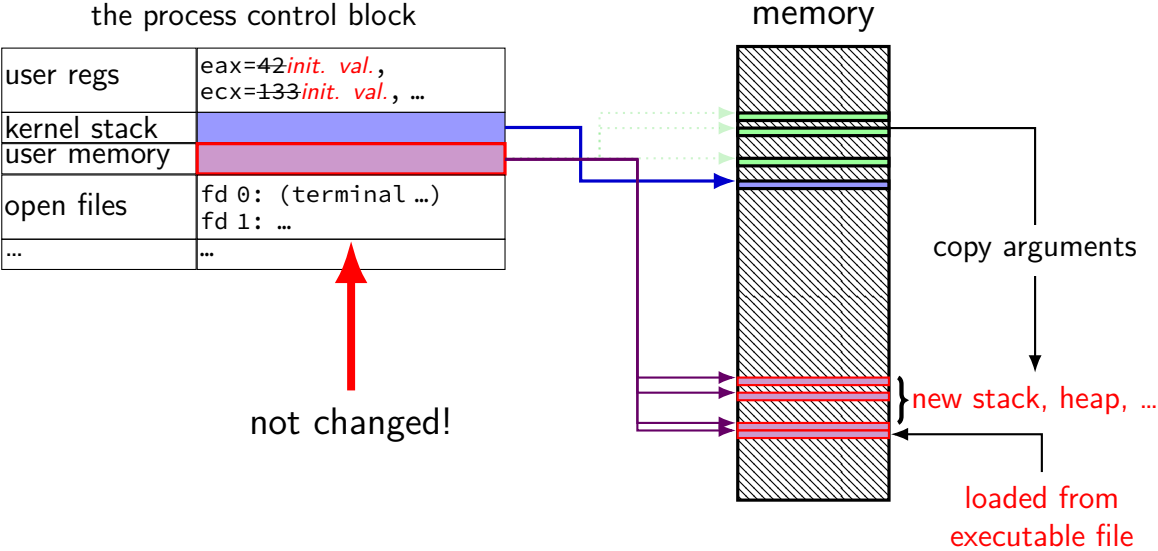 the process control block
memory
user regs
eax=42init. val.,
ecx=133init. val., …
kernel stack
user memory
open files
fd 0: (terminal …)
fd 1: …
…
…
not changed!
copy arguments
new stack, heap, …
loaded from
executable file